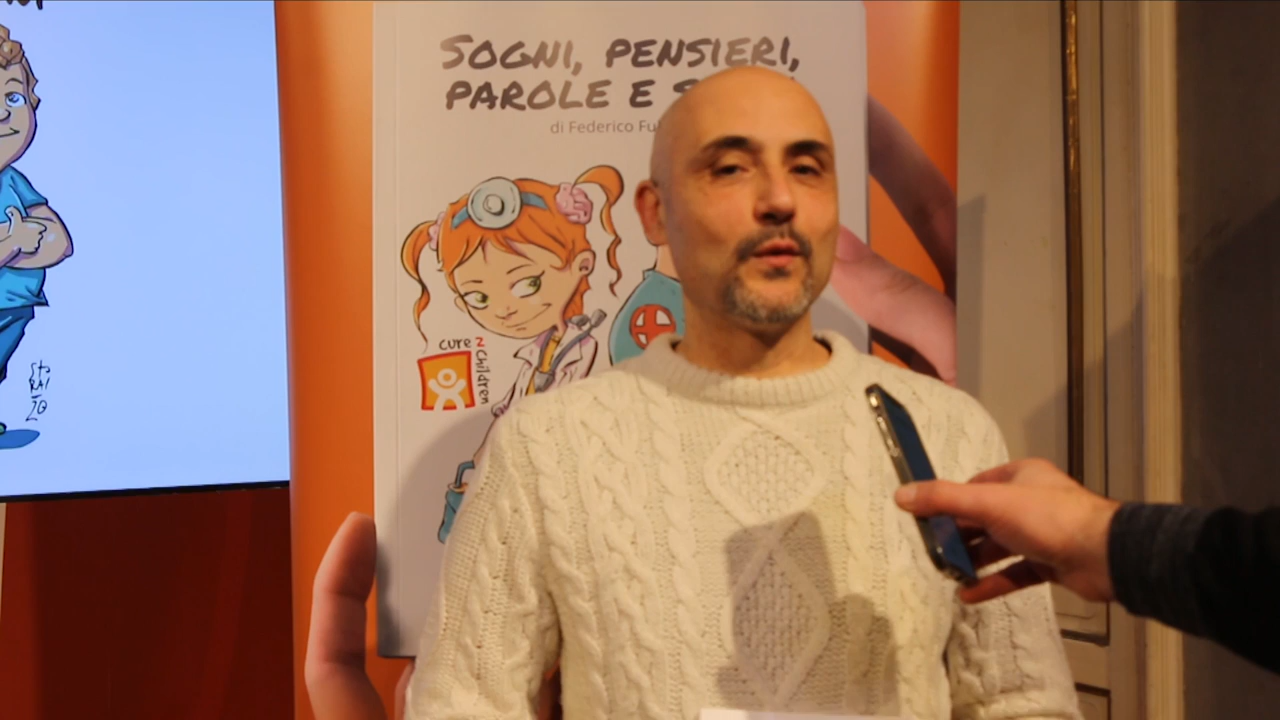 SOGNI, PENSIERI,
PAROLE E
di Federico
cure 2
children